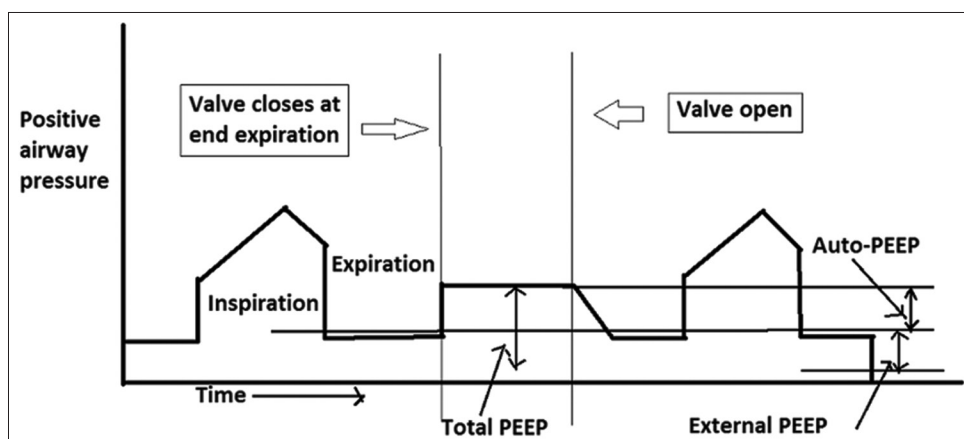 Positive
airway
pressure
Valve closes at
end expiration
Valve open
Inspiration
Expiration
Auto-PEEP
Time
Total PEEP
External PEEP